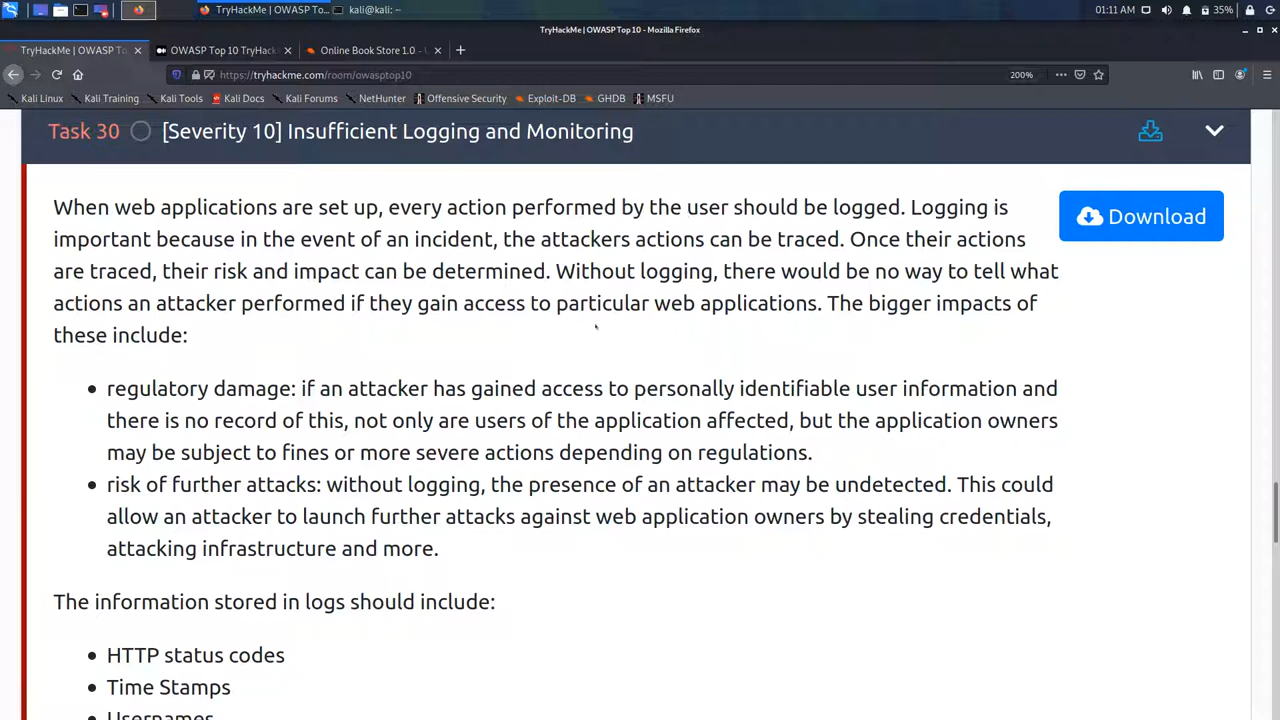 TryHackMe | OWASP To...
kali@kali: ~
01:11 AM
35%
TryHackMe | OWASP Top 10 - Mozilla Firefox
TryHackMe | OWASP To
OWASP Top 10 TryHack
Online Book Store 1.0 - 
https://tryhackme.com/room/owasptop10
200%
Kali Linux
Kali Training
Kali Tools
Kali Docs
Kali Forums
NetHunter
Offensive Security
Exploit-DB
GHDB
MSFU
Task 30
[Severity 10] Insufficient Logging and Monitoring
Download
When web applications are set up, every action performed by the user should be logged. Logging is
important because in the event of an incident, the attackers actions can be traced. Once their actions
are traced, their risk and impact can be determined. Without logging, there would be no way to tell what
actions an attacker performed if they gain access to particular web applications. The bigger impacts of
these include:
• regulatory damage: if an attacker has gained access to personally identifiable user information and
there is no record of this, not only are users of the application affected, but the application owners
may be subject to fines or more severe actions depending on regulations.
• risk of further attacks: without logging, the presence of an attacker may be undetected. This could
allow an attacker to launch further attacks against web application owners by stealing credentials,
attacking infrastructure and more.
The information stored in logs should include:
• HTTP status codes
• Time Stamps
• Usernames